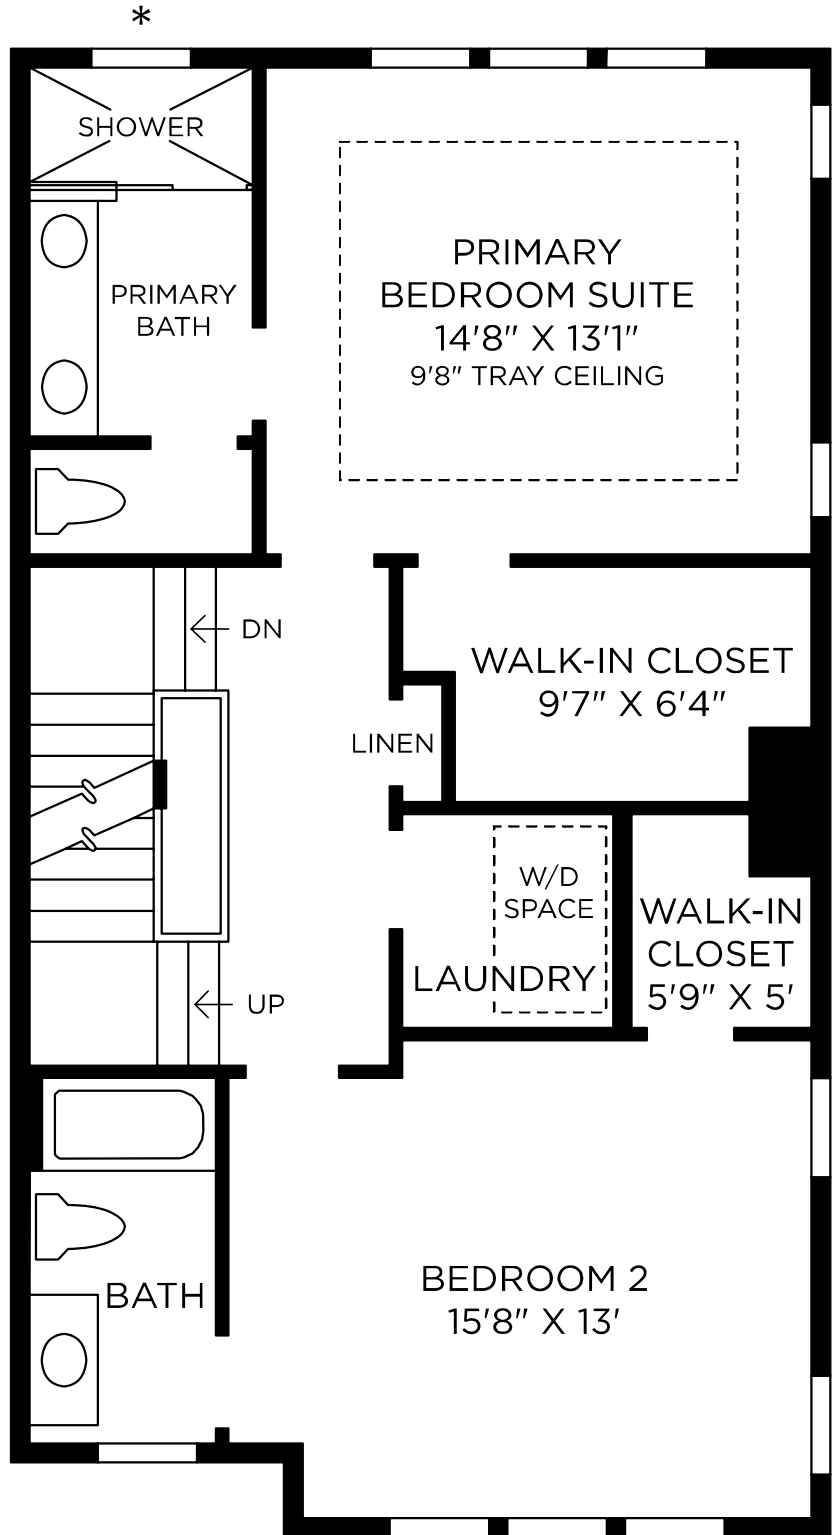 *
SHOWER
PRIMARY
BATH
PRIMARY
BEDROOM SUITE
14'8" X 13'1"
9'8" TRAY CEILING
DN
WALK-IN CLOSET
9'7" X 6'4"
LINEN
W/D
SPACE
LAUNDRY
WALK-IN
CLOSET
5'9" X 5'
UP
BATH
BEDROOM 2
15'8" X 13'